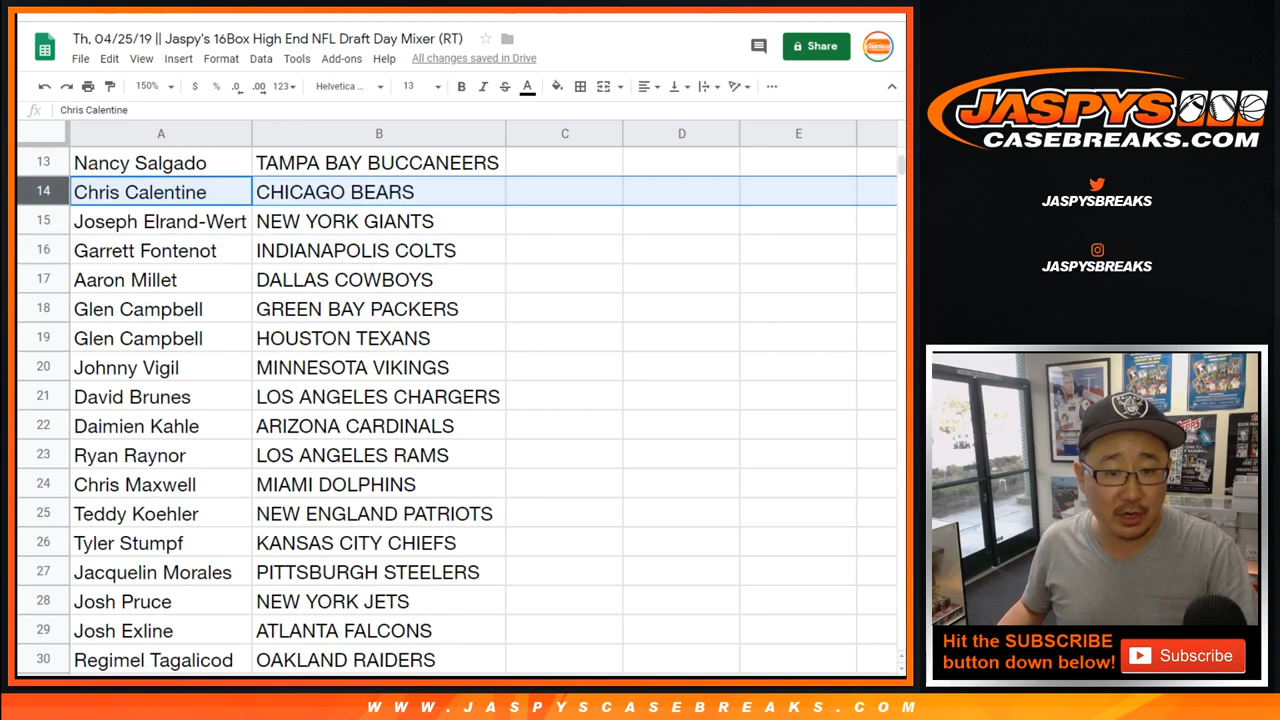 Th, 04/25/19 || Jaspy's 16Box High End NFL Draft Day Mixer (RT)
File Edit View Insert Format Data Tools Add-ons Help All changes saved in Drive
Share
150% $ % .0 .00 123 Helvetica ... 13 B I S A
fx Chris Calentine
A B C D E
13 Nancy Salgado TAMPA BAY BUCCANEERS
14 Chris Calentine CHICAGO BEARS
15 Joseph Elrand-Wert NEW YORK GIANTS
16 Garrett Fontenot INDIANAPOLIS COLTS
17 Aaron Millet DALLAS COWBOYS
18 Glen Campbell GREEN BAY PACKERS
19 Glen Campbell HOUSTON TEXANS
20 Johnny Vigil MINNESOTA VIKINGS
21 David Brunes LOS ANGELES CHARGERS
22 Daimien Kahle ARIZONA CARDINALS
23 Ryan Raynor LOS ANGELES RAMS
24 Chris Maxwell MIAMI DOLPHINS
25 Teddy Koehler NEW ENGLAND PATRIOTS
26 Tyler Stumpf KANSAS CITY CHIEFS
27 Jacquelin Morales PITTSBURGH STEELERS
28 Josh Pruce NEW YORK JETS
29 Josh Exline ATLANTA FALCONS
30 Regimel Tagalicod OAKLAND RAIDERS
JASPYS
CASEBREAKS.COM
JASPYSBREAKS
JASPYSBREAKS
RAIDERS
Hit the SUBSCRIBE
button down below!
Subscribe
WWW.JASPYSCASEBREAKS.COM